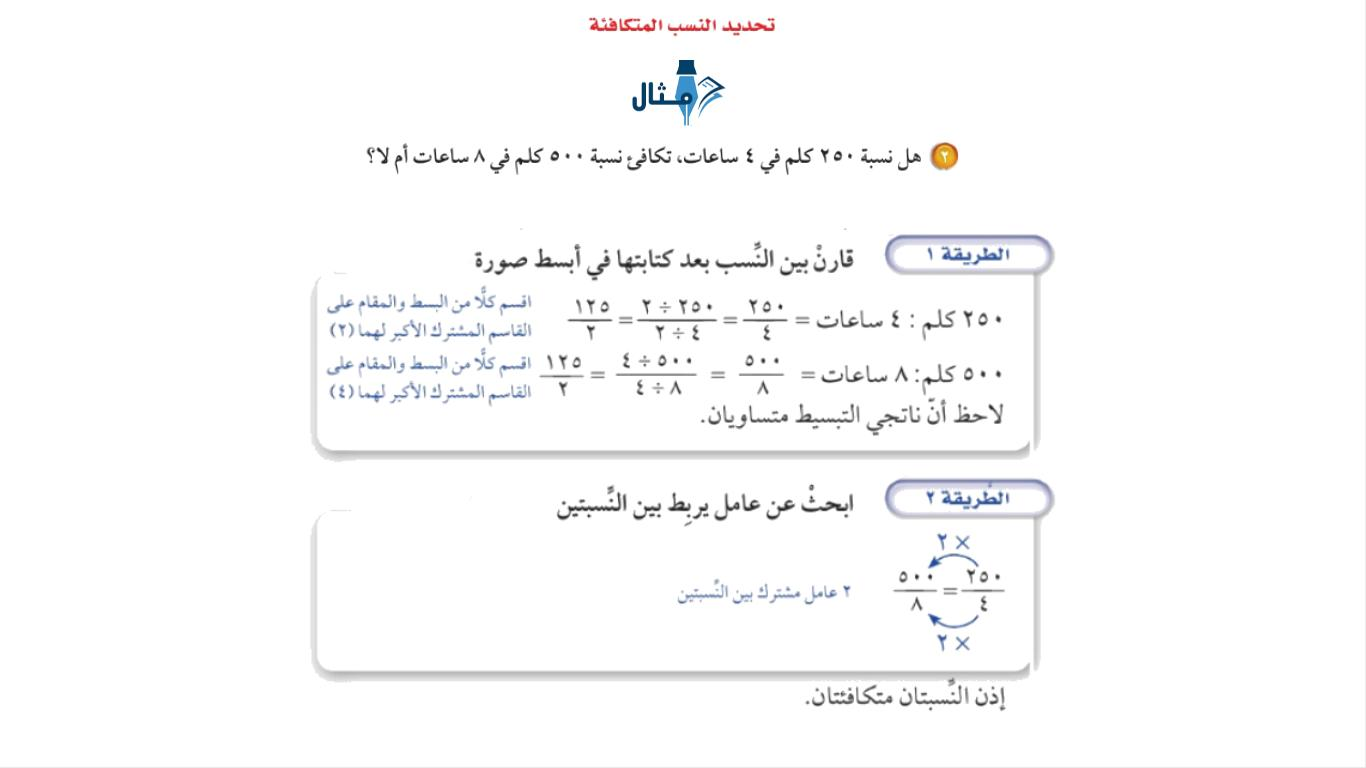 تحديد النسب المتكافئة
مثال
٢ هل نسبة ٢٥٠ كلم في ٤ ساعات، تكافئ نسبة ٥٠٠ كلم في ٨ ساعات أم لا؟
الطريقة ١ قارنْ بين النِّسب بعد كتابتها في أبسط صورة
٢٥٠ كلم : ٤ ساعات = ٢٥٠/٤ = ٢٥٠ ÷ ٢/٤ ÷ ٢ = ١٢٥/٢
اقسم كلًّا من البسط والمقام على
القاسم المشترك الأكبر لهما (٢)
٥٠٠ كلم: ٨ ساعات = ٥٠٠/٨ = ٥٠٠ ÷ ٤/٨ ÷ ٤ = ١٢٥/٢
اقسم كلًّا من البسط والمقام على
القاسم المشترك الأكبر لهما (٤)
لاحظ أنّ ناتجي التبسيط متساويان.
الطَّريقة ٢ ابحثْ عن عامل يربِط بين النِّسبتين
× ٢
٢٥٠/٤ = ٥٠٠/٨
٢ عامل مشترك بين النِّسبتين
× ٢
إذن النِّسبتان متكافئتان.